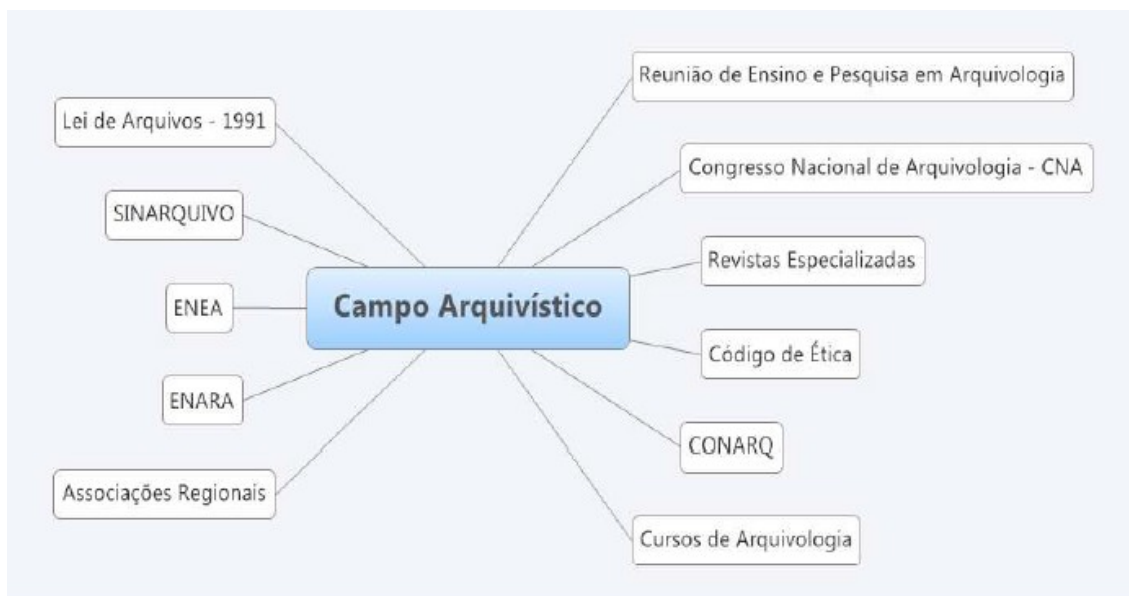 Reunião de Ensino e Pesquisa em Arquivologia
Lei de Arquivos - 1991
Congresso Nacional de Arquivologia - CNA
SINARQUIVO
Revistas Especializadas
ENEA
Campo Arquivístico
Código de Ética
ENARA
CONARQ
Associações Regionais
Cursos de Arquivologia